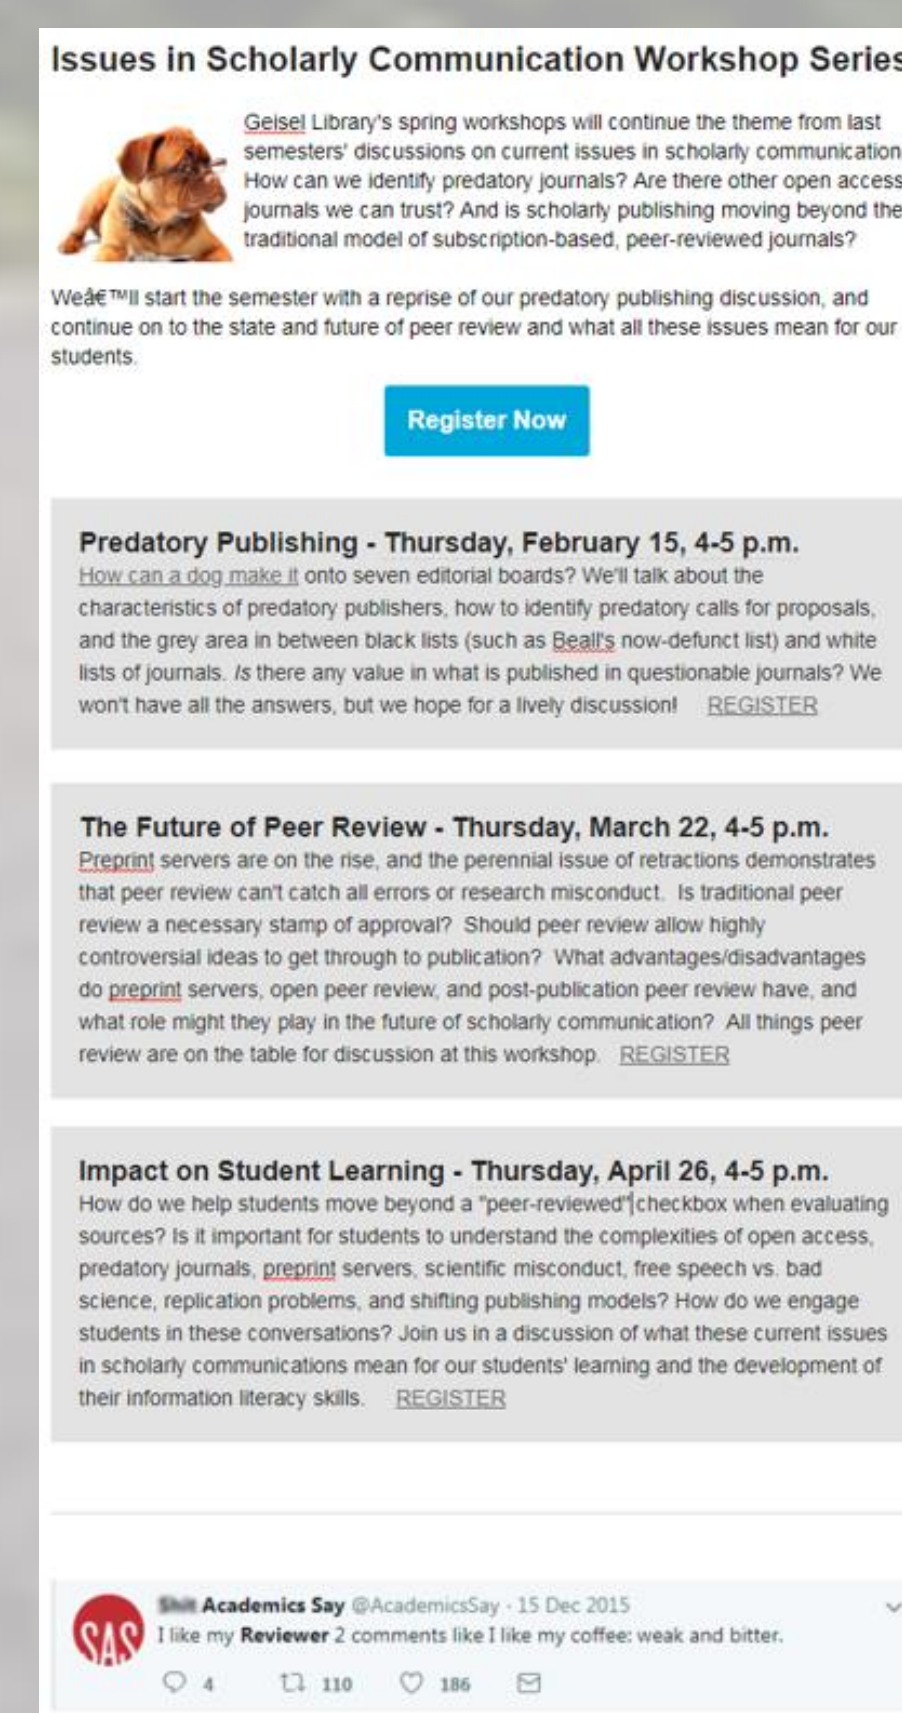 Issues in Scholarly Communication Workshop Series
Geisel Library's spring workshops will continue the theme from last
semesters' discussions on current issues in scholarly communication
How can we identify predatory journals? Are there other open access
journals we can trust? And is scholarly publishing moving beyond the
traditional model of subscription-based, peer-reviewed journals?
Weâ€™ll start the semester with a reprise of our predatory publishing discussion, and
continue on to the state and future of peer review and what all these issues mean for our
students.
Register Now
Predatory Publishing - Thursday, February 15, 4-5 p.m.
How can a dog make it onto seven editorial boards? We'll talk about the
characteristics of predatory publishers, how to identify predatory calls for proposals,
and the grey area in between black lists (such as Beall's now-defunct list) and white
lists of journals. Is there any value in what is published in questionable journals? We
won't have all the answers, but we hope for a lively discussion! REGISTER
The Future of Peer Review - Thursday, March 22, 4-5 p.m.
Preprint servers are on the rise, and the perennial issue of retractions demonstrates
that peer review can't catch all errors or research misconduct. Is traditional peer
review a necessary stamp of approval? Should peer review allow highly
controversial ideas to get through to publication? What advantages/disadvantages
do preprint servers, open peer review, and post-publication peer review have, and
what role might they play in the future of scholarly communication? All things peer
review are on the table for discussion at this workshop. REGISTER
Impact on Student Learning - Thursday, April 26, 4-5 p.m.
How do we help students move beyond a "peer-reviewed" checkbox when evaluating
sources? Is it important for students to understand the complexities of open access,
predatory journals, preprint servers, scientific misconduct, free speech vs. bad
science, replication problems, and shifting publishing models? How do we engage
students in these conversations? Join us in a discussion of what these current issues
in scholarly communications mean for our students' learning and the development of
their information literacy skills. REGISTER
Academics Say @AcademicsSay · 15 Dec 2015
SAS
I like my Reviewer 2 comments like I like my coffee: weak and bitter.
4 110 186